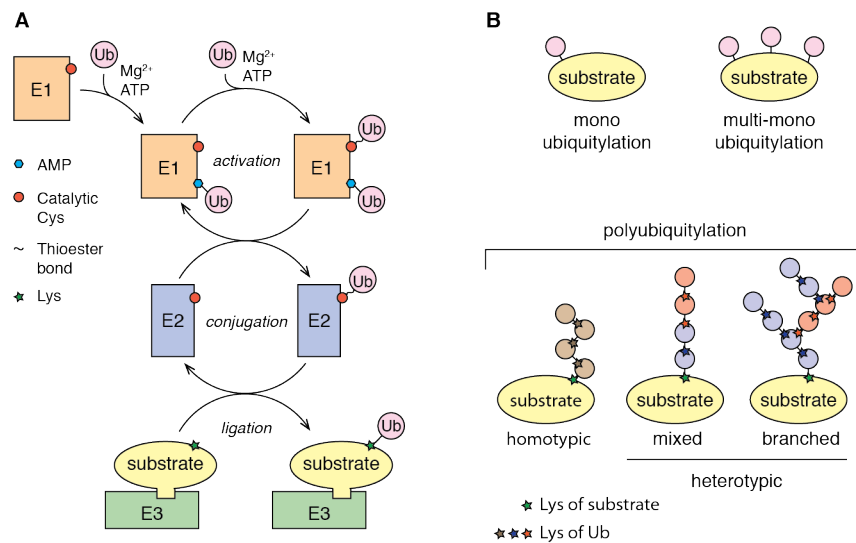 A
Ub
Mg²⁺
ATP
Ub
Mg²⁺
ATP
E1
E1
activation
E1
Ub
Ub
Ub
AMP
Catalytic
Cys
~ Thioester
bond
Lys
E2
conjugation
E2
Ub
ligation
Ub
substrate
substrate
E3
E3
B
substrate
substrate
mono
ubiquitylation
multi-mono
ubiquitylation
polyubiquitylation
substrate
substrate
substrate
homotypic
mixed
branched
heterotypic
Lys of substrate
Lys of Ub